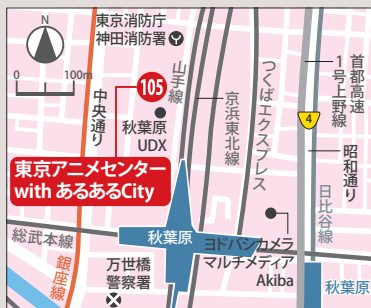 東京消防庁
神田消防署
N
0 100m
105
山手線
中央通り
秋葉原
UDX
東京アニメセンター
with あるあるCity
京浜東北線
つくばエクスプレス
首都高速
1号上野線
4
昭和通り
日比谷線
総武本線
銀座線
秋葉原
万世橋
警察署
ヨドバシカメラ
マルチメディア
Akiba
秋葉原